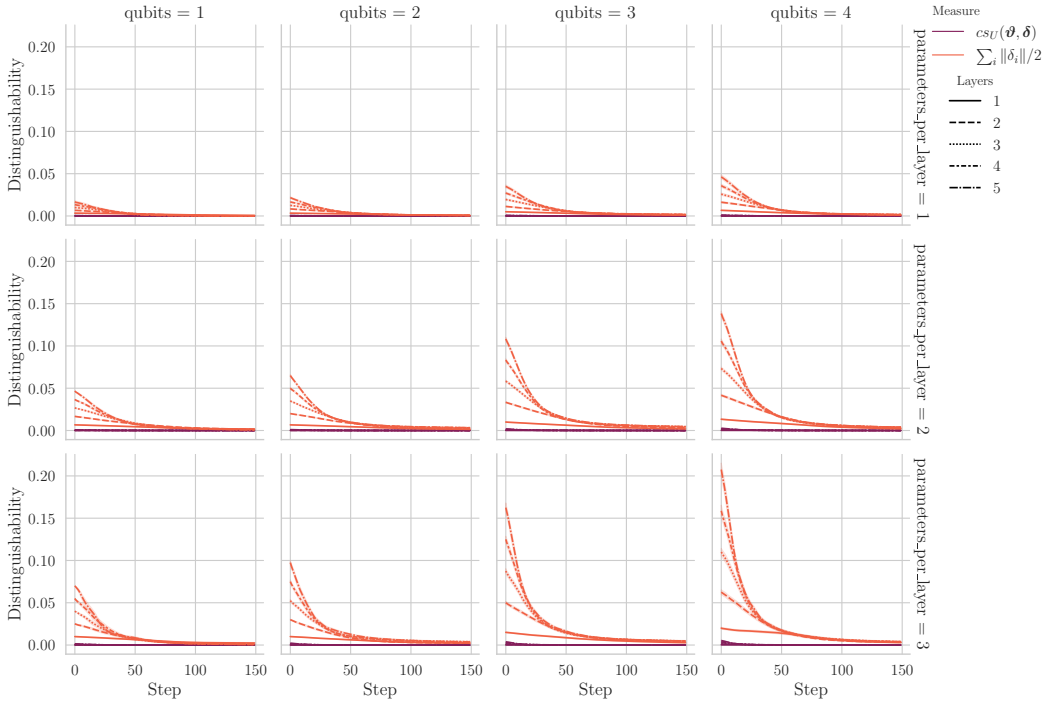 qubits = 1
qubits = 2
qubits = 3
qubits = 4
Measure
cs_U(ϑ, δ)
∑_i ‖δ_i‖/2
Layers
1
2
3
4
5
Distinguishability
0.20
0.15
0.10
0.05
0.00
parameters_per_layer = 1
Distinguishability
0.20
0.15
0.10
0.05
0.00
parameters_per_layer = 2
Distinguishability
0.20
0.15
0.10
0.05
0.00
parameters_per_layer = 3
0 50 100 150
0 50 100 150
0 50 100 150
0 50 100 150
Step
Step
Step
Step